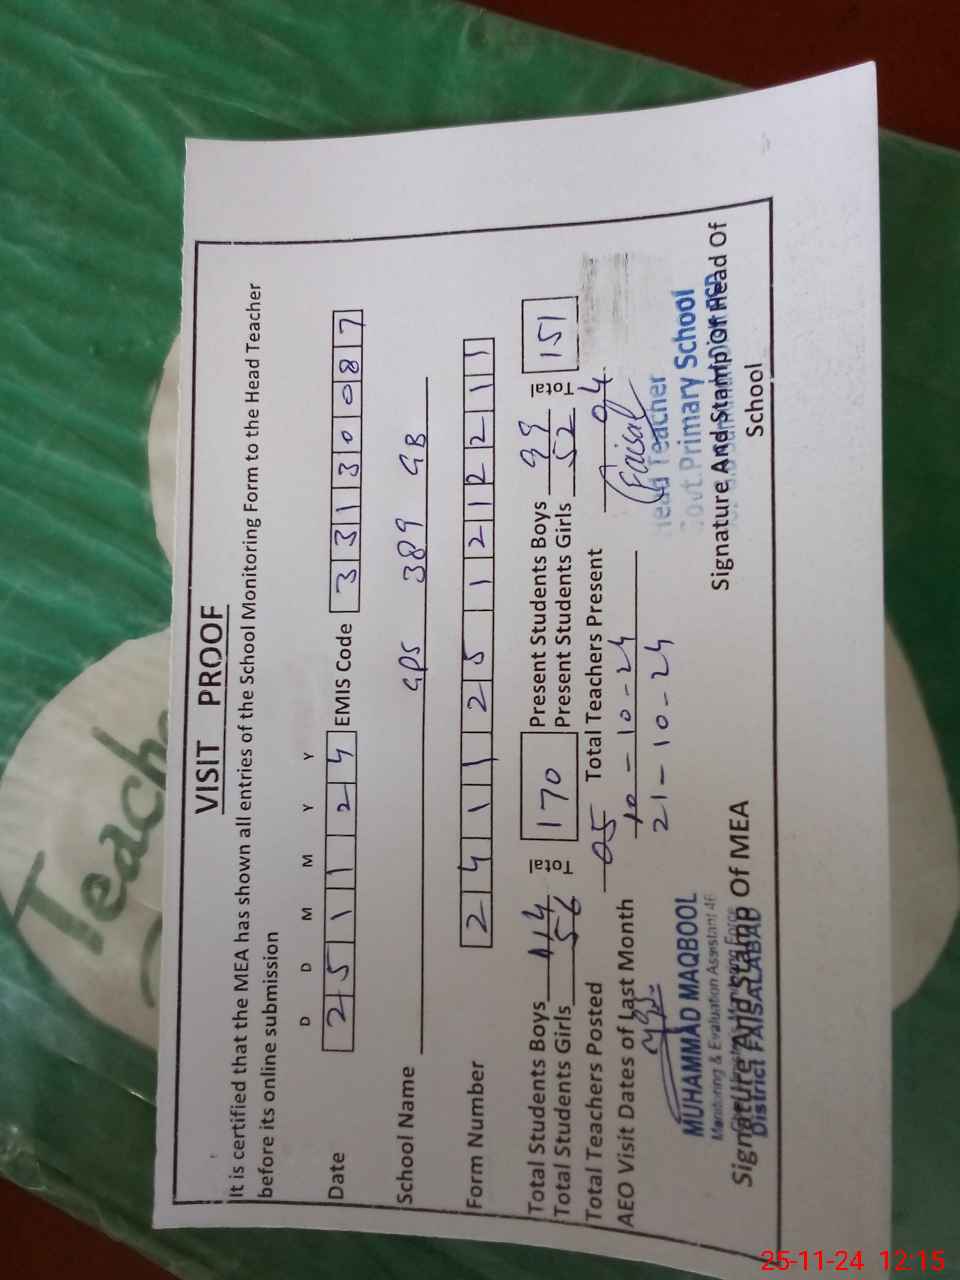 Teache
VISIT PROOF
It is certified that the MEA has shown all entries of the School Monitoring Form to the Head Teacher
before its online submission
D D M M Y Y
Date 2 5 1 1 2 4 EMIS Code 3 3 1 3 0 0 8 7
School Name GPS 389 GB
Form Number 2 4 1 1 2 5 1 2 1 2 2 1 1
Total Students Boys 114 Total 170 Present Students Boys 99 Total 151
Total Students Girls 56 Present Students Girls 52
Total Teachers Posted 05 Total Teachers Present 04
AEO Visit Dates of Last Month 10-10-24
21-10-24
Faisal
MUHAMMAD MAQBOOL
Monitoring & Evaluation Assistant 46
District FAISALABAD
Signature And Stamp Of MEA
Head Teacher
Govt. Primary School
Signature And Stamp Of Head Of
School
25-11-24 12:15